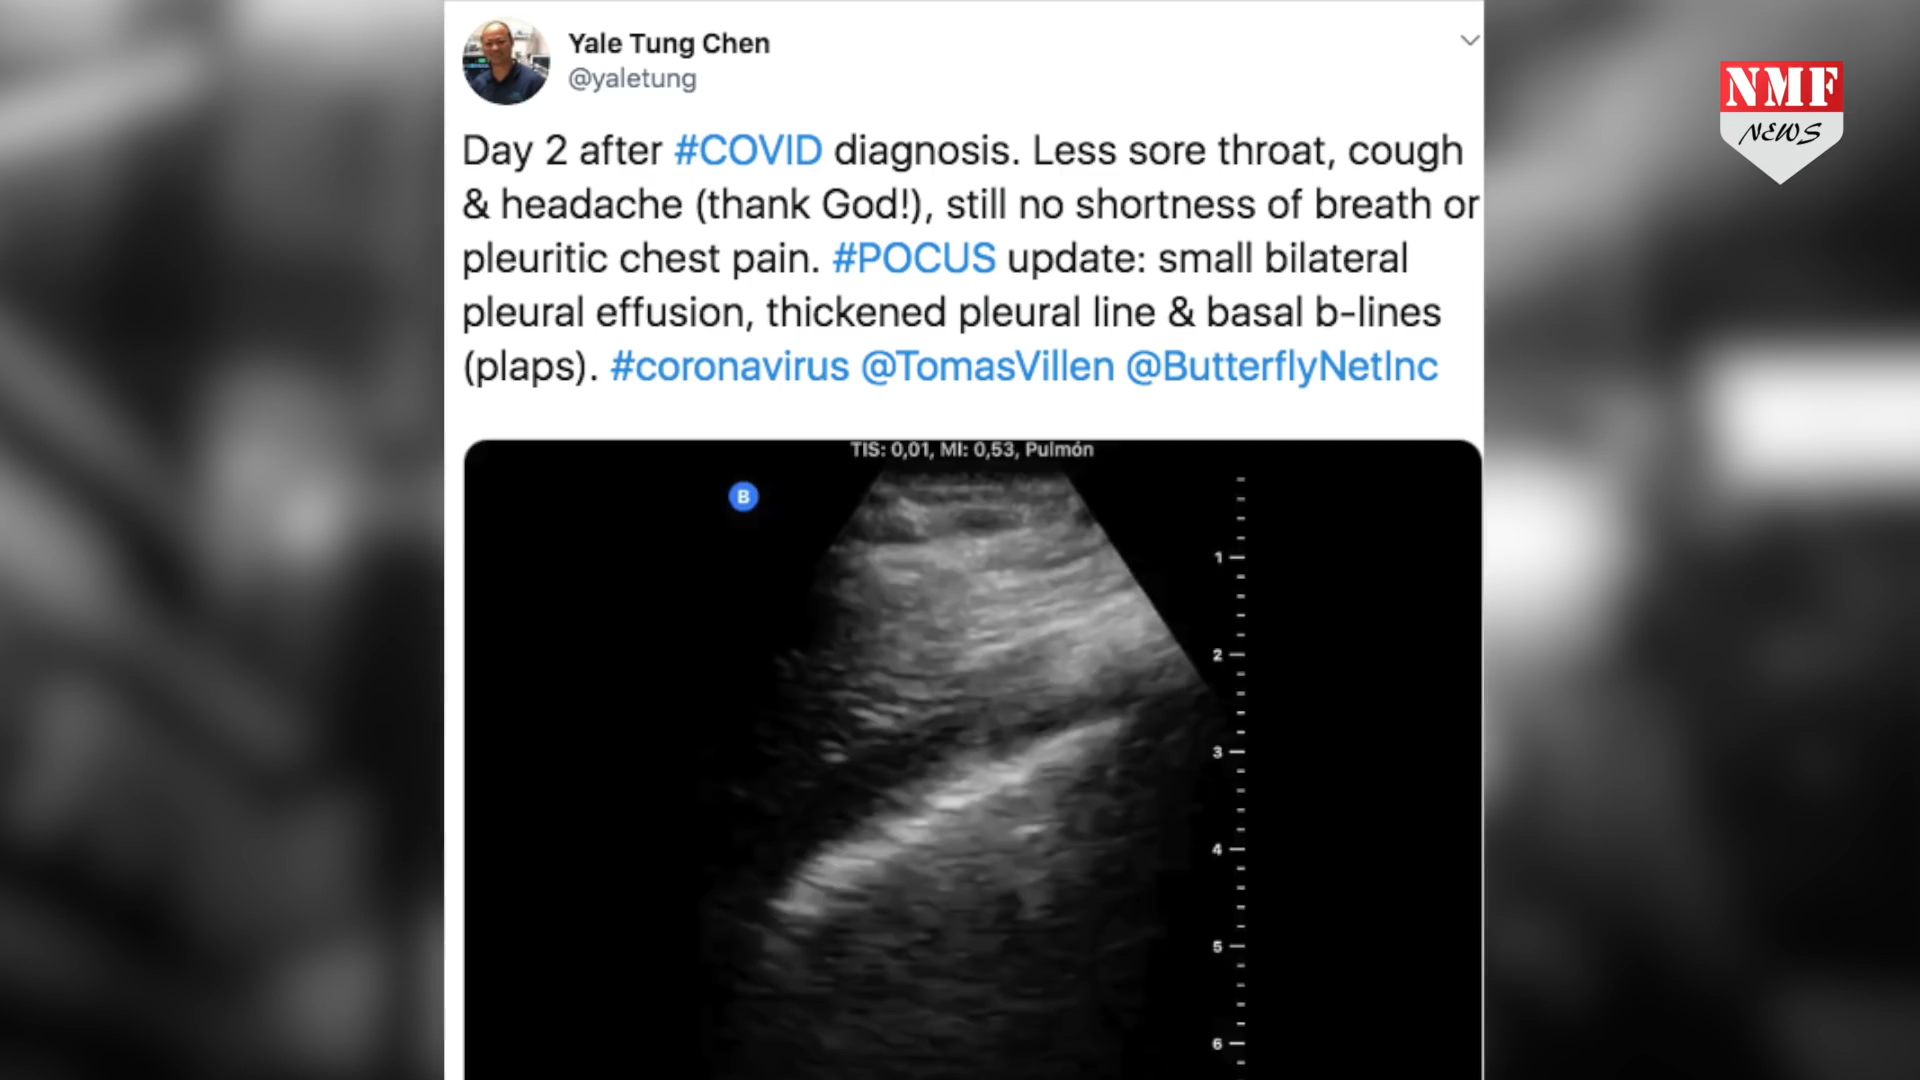 Yale Tung Chen
@yaletung
NMF
NEWS
Day 2 after #COVID diagnosis. Less sore throat, cough
& headache (thank God!), still no shortness of breath or
pleuritic chest pain. #POCUS update: small bilateral
pleural effusion, thickened pleural line & basal b-lines
(plaps). #coronavirus @TomasVillen @ButterflyNetInc
TIS: 0,01, MI: 0,53, Pulmón
B
1
2
3
4
5
6